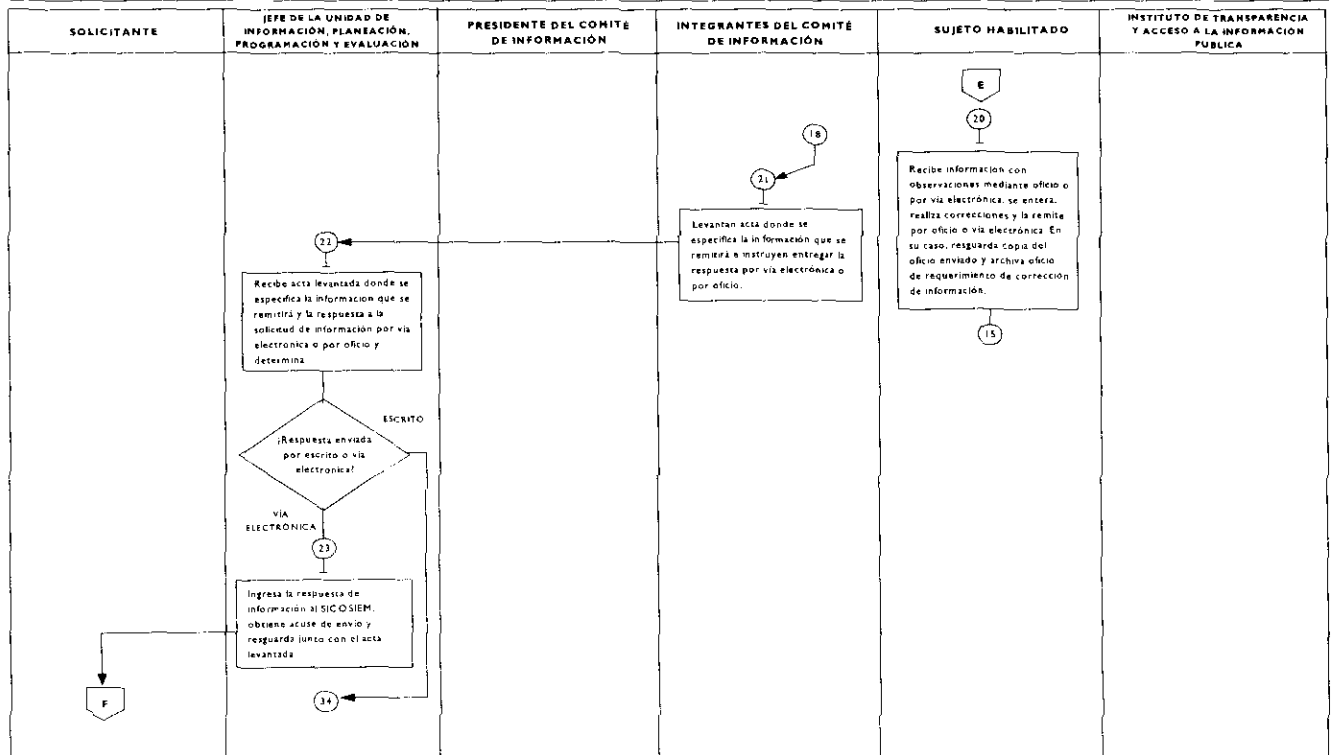 SOLICITANTE
JEFE DE LA UNIDAD DE
INFORMACIÓN, PLANEACIÓN,
PROGRAMACIÓN Y EVALUACIÓN
PRESIDENTE DEL COMITÉ
DE INFORMACIÓN
INTEGRANTES DEL COMITÉ
DE INFORMACIÓN
SUJETO HABILITADO
INSTITUTO DE TRANSPARENCIA
Y ACCESO A LA INFORMACIÓN
PUBLICA
E
20
Recibe información con
observaciones mediante oficio o
por vía electrónica, se entera,
realiza correcciones y la remite
por oficio o vía electrónica. En
su caso, resguarda copia del
oficio enviado y archiva oficio
de requerimiento de corrección
de información.
15
18
21
Levantan acta donde se
especifica la información que se
remitirá e instruyen entregar la
respuesta por vía electrónica o
por oficio.
22
Recibe acta levantada donde se
especifica la información que se
remitirá y la respuesta a la
solicitud de información por vía
electronica o por oficio y
determina
¿Respuesta enviada
por escrito o vía
electronica?
ESCRITO
VÍA
ELECTRÓNICA
23
Ingresa la respuesta de
información al SICOSIEM,
obtiene acuse de envío y
resguarda junto con el acta
levantada
F
34